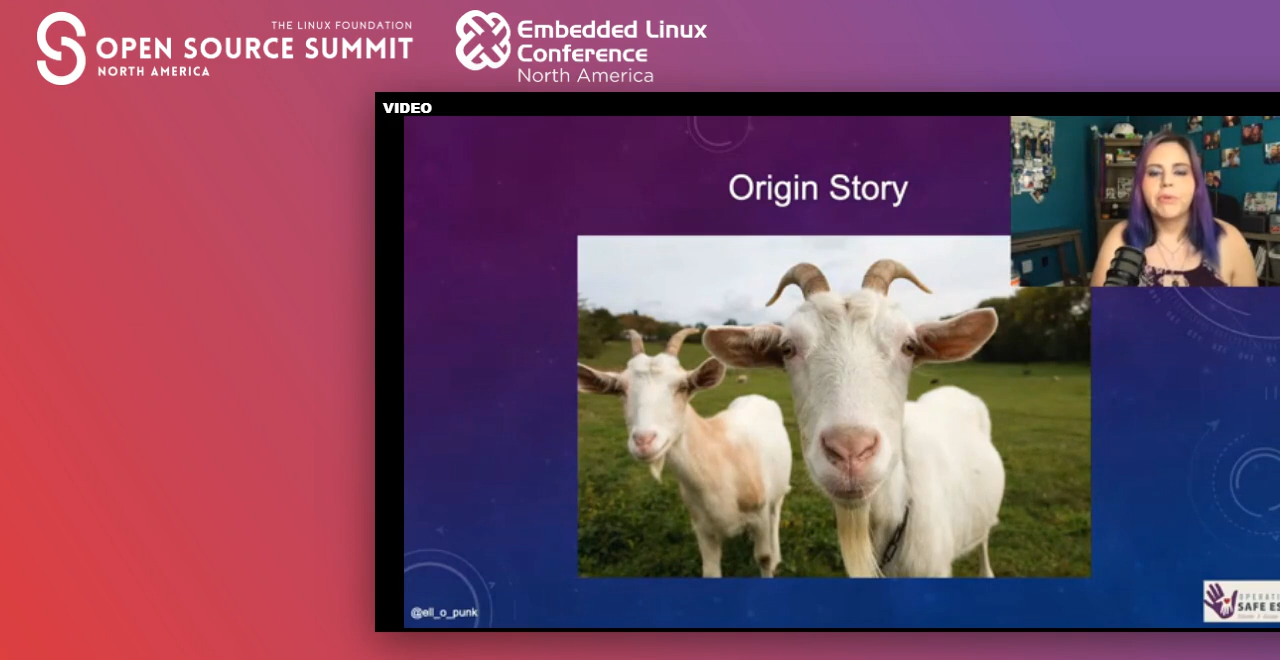 THE LINUX FOUNDATION
OPEN SOURCE SUMMIT
NORTH AMERICA
Embedded Linux
Conference
North America
VIDEO
Origin Story
@ell_o_punk
OPERATI
SAFE ES